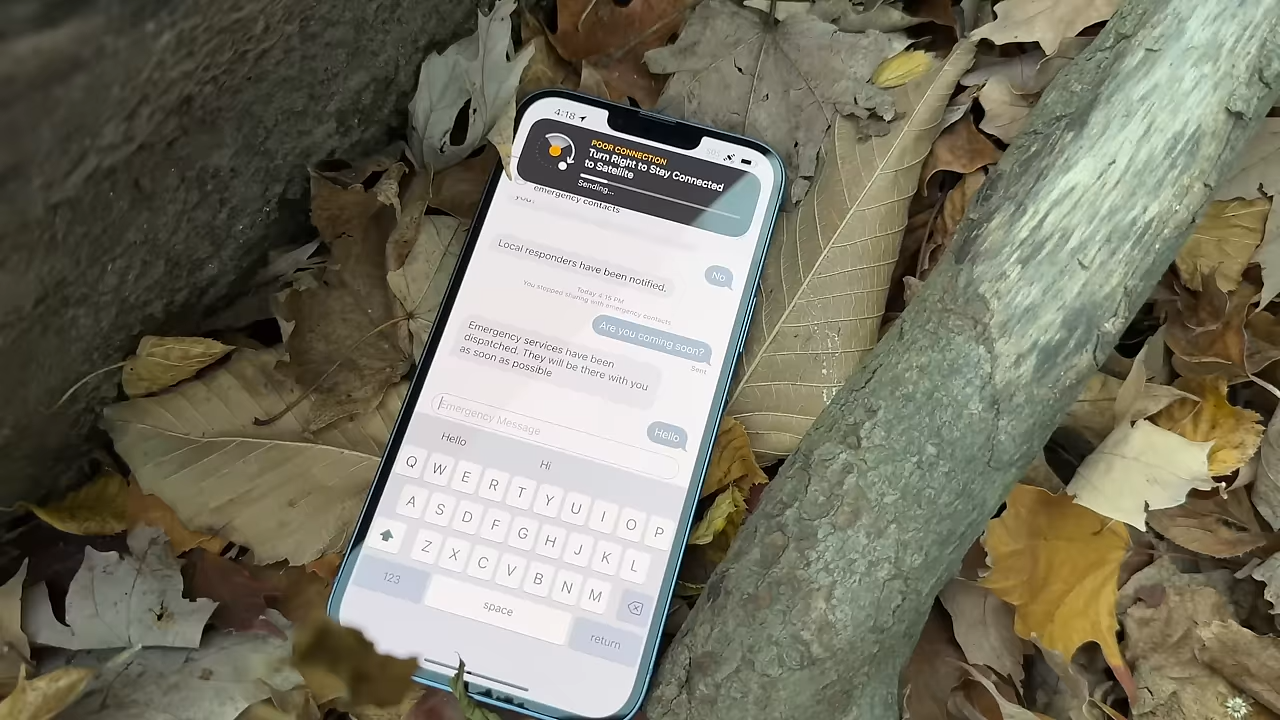 4:18
SOS
POOR CONNECTION
Turn Right to Stay Connected
to Satellite
Sending...
emergency contacts
you?
Local responders have been notified.
No
Today 4:15 PM
You stopped sharing with emergency contacts
Are you coming soon?
Sent
Emergency services have been
dispatched. They will be there with you
as soon as possible
Hello
Emergency Message
Hello
Hi
Q W E R T Y U I O P
A S D F G H J K L
Z X C V B N M
123
space
return